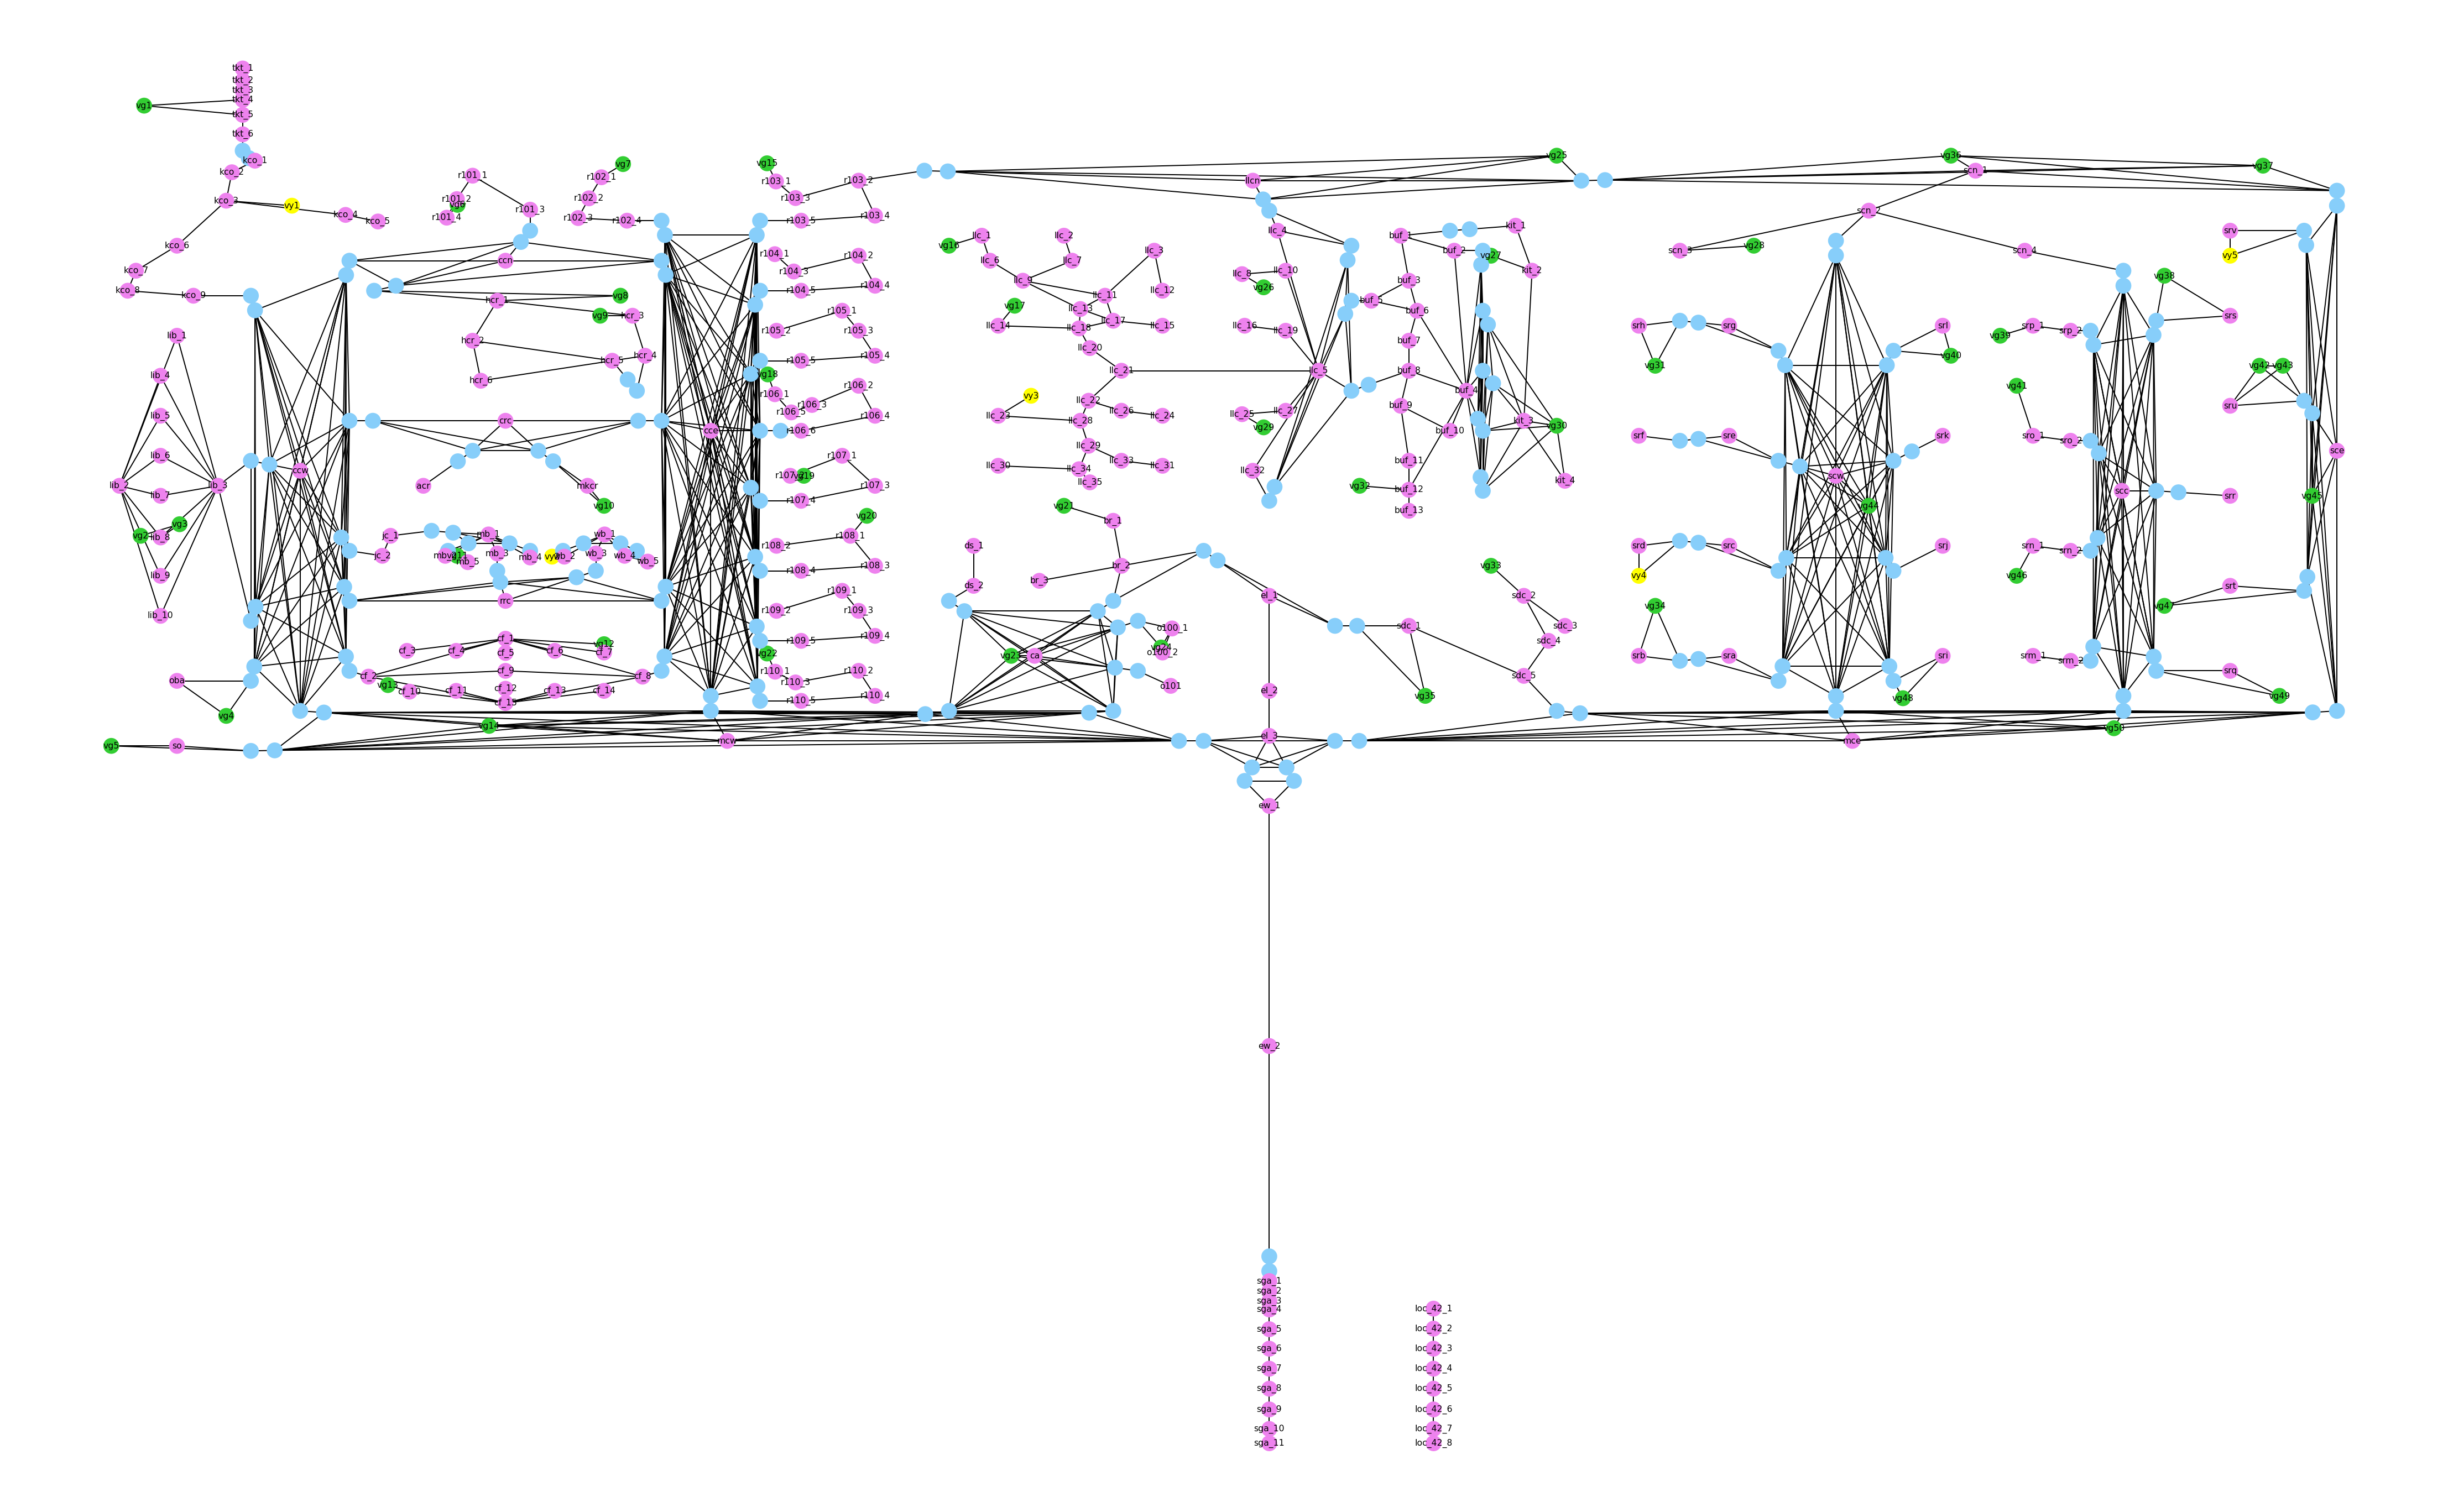 tkt_1
tkt_2
tkt_3
tkt_4
vg1
tkt_5
tkt_6
kco_1
kco_2
kco_3
vy1
kco_4
kco_5
kco_6
kco_7
kco_8
kco_9
r101_1
r101_2
vg6
r101_3
r101_4
vg7
r102_1
r102_2
r102_3
r102_4
vg15
r103_1
r103_2
r103_3
r103_4
r103_5
ccn
hcr_1
vg8
vg9
hcr_3
hcr_2
hcr_4
hcr_5
hcr_6
r104_1
r104_2
r104_3
r104_4
r104_5
r105_1
r105_2
r105_3
r105_4
r105_5
vg18
r106_1
r106_2
r106_3
r106_5
r106_4
r106_6
cce
crc
lib_1
lib_4
lib_5
lib_6
lib_2
lib_3
lib_7
vg3
vg2
lib_8
lib_9
lib_10
ccw
acr
mkcr
vg10
r107_1
vg19
r107_3
r107_4
jc_1
jc_2
mb_1
vg11
mb_3
mb_4
mb_5
vy2
wb_1
wb_2
wb_3
wb_4
wb_5
rrc
vg20
r108_1
r108_2
r108_3
r108_4
r109_1
r109_2
r109_3
r109_4
r109_5
cf_1
cf_3
cf_4
cf_5
cf_6
vg12
cf_7
cf_2
cf_9
cf_8
vg13
cf_10
cf_11
cf_12
cf_13
cf_14
cf_15
vg22
r110_1
r110_2
r110_3
r110_4
r110_5
oba
vg4
vg5
so
vg14
mcw
vg25
llcn
vg16
llc_1
llc_2
llc_3
llc_4
llc_6
llc_7
llc_8
llc_10
vg26
llc_9
llc_11
llc_12
vg17
llc_13
llc_14
llc_17
llc_15
llc_18
llc_16
llc_19
llc_20
llc_21
llc_5
vy3
llc_22
llc_23
llc_26
llc_24
llc_25
llc_27
llc_28
vg29
llc_29
llc_30
llc_34
llc_33
llc_31
llc_32
llc_35
buf_1
buf_2
vg27
kit_1
kit_2
buf_3
buf_5
buf_6
buf_7
buf_8
buf_4
buf_9
buf_10
kit_3
vg30
buf_11
kit_4
vg32
buf_12
buf_13
vg21
br_1
ds_1
br_2
br_3
ds_2
vg23
ca
o100_1
vg24
o100_2
o101
el_1
el_2
el_3
vg33
sdc_2
sdc_1
sdc_3
sdc_4
sdc_5
vg35
vg36
vg37
scn_1
scn_2
scn_3
vg28
scn_4
srv
vy5
vg38
srh
srg
srl
vg31
vg40
vg39
srp_1
srp_2
srs
vg42
vg43
vg41
sru
srf
sre
srk
sro_1
sro_2
sce
scw
vg44
scc
srr
vg45
srd
src
srj
srn_1
srn_2
vy4
vg46
srt
vg34
vg47
srb
sra
sri
srm_1
srm_2
srq
vg48
vg49
vg50
mce
ew_1
ew_2
sga_1
sga_2
sga_3
sga_4
sga_5
sga_6
sga_7
sga_8
sga_9
sga_10
sga_11
loc_42_1
loc_42_2
loc_42_3
loc_42_4
loc_42_5
loc_42_6
loc_42_7
loc_42_8